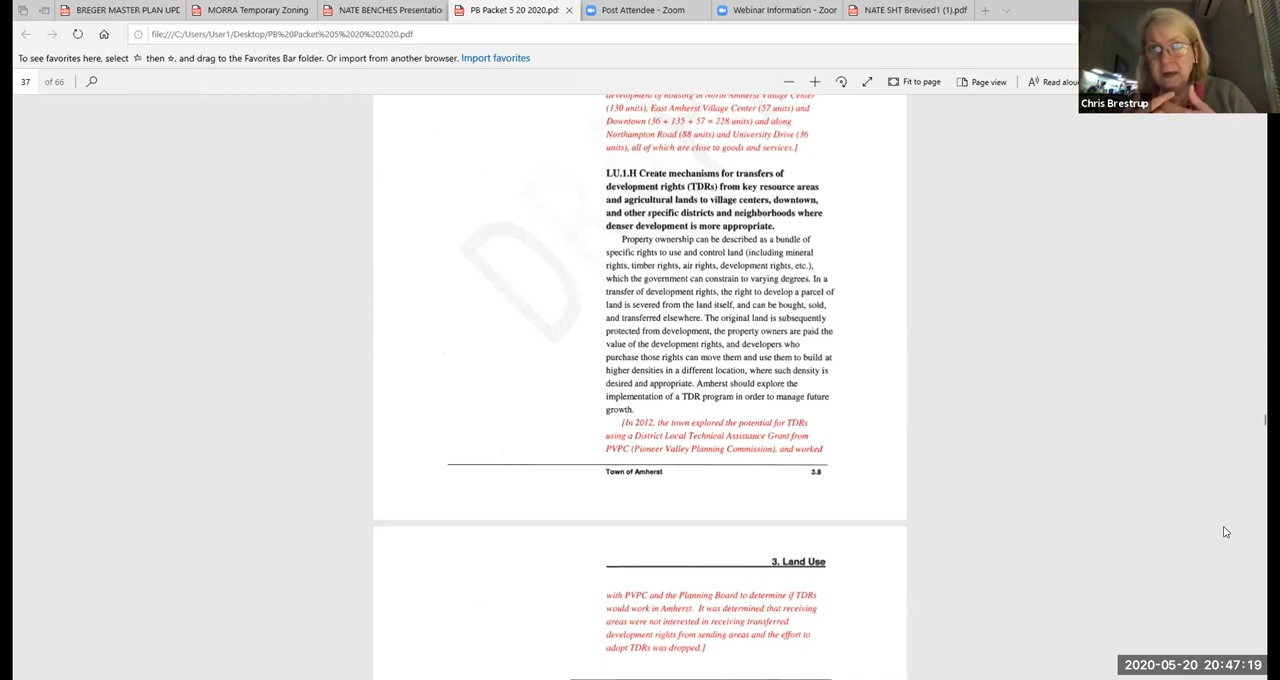 BREGER MASTER PLAN UPD
MORRA Temporary Zoning
NATE BENCHES Presentatio
PB Packet 5 20 2020.pdf
Post Attendee - Zoom
Webinar Information - Zoor
NATE SHT Brevised1 (1).pdf
file:///C:/Users/User1/Desktop/PB%20Packet%205%2020%202020.pdf
To see favorites here, select ☆ then ☆, and drag to the Favorites Bar folder. Or import from another browser. Import favorites
37 of 66
Fit to page
Page view
Read alou
Chris Brestrup
development of housing in North Amherst Village Center
(130 units), East Amherst Village Center (57 units) and
Downtown (36 + 135 + 57 = 228 units) and along
Northampton Road (88 units) and University Drive (36
units), all of which are close to goods and services.]
LU.1.H Create mechanisms for transfers of
development rights (TDRs) from key resource areas
and agricultural lands to village centers, downtown,
and other specific districts and neighborhoods where
denser development is more appropriate.
Property ownership can be described as a bundle of
specific rights to use and control land (including mineral
rights, timber rights, air rights, development rights, etc.),
which the government can constrain to varying degrees. In a
transfer of development rights, the right to develop a parcel of
land is severed from the land itself, and can be bought, sold,
and transferred elsewhere. The original land is subsequently
protected from development, the property owners are paid the
value of the development rights, and developers who
purchase those rights can move them and use them to build at
higher densities in a different location, where such density is
desired and appropriate. Amherst should explore the
implementation of a TDR program in order to manage future
growth.
[In 2012, the town explored the potential for TDRs
using a District Local Technical Assistance Grant from
PVPC (Pioneer Valley Planning Commission), and worked
Town of Amherst 3.8
3. Land Use
with PVPC and the Planning Board to determine if TDRs
would work in Amherst. It was determined that receiving
areas were not interested in receiving transferred
development rights from sending areas and the effort to
adopt TDRs was dropped.]
2020-05-20 20:47:19